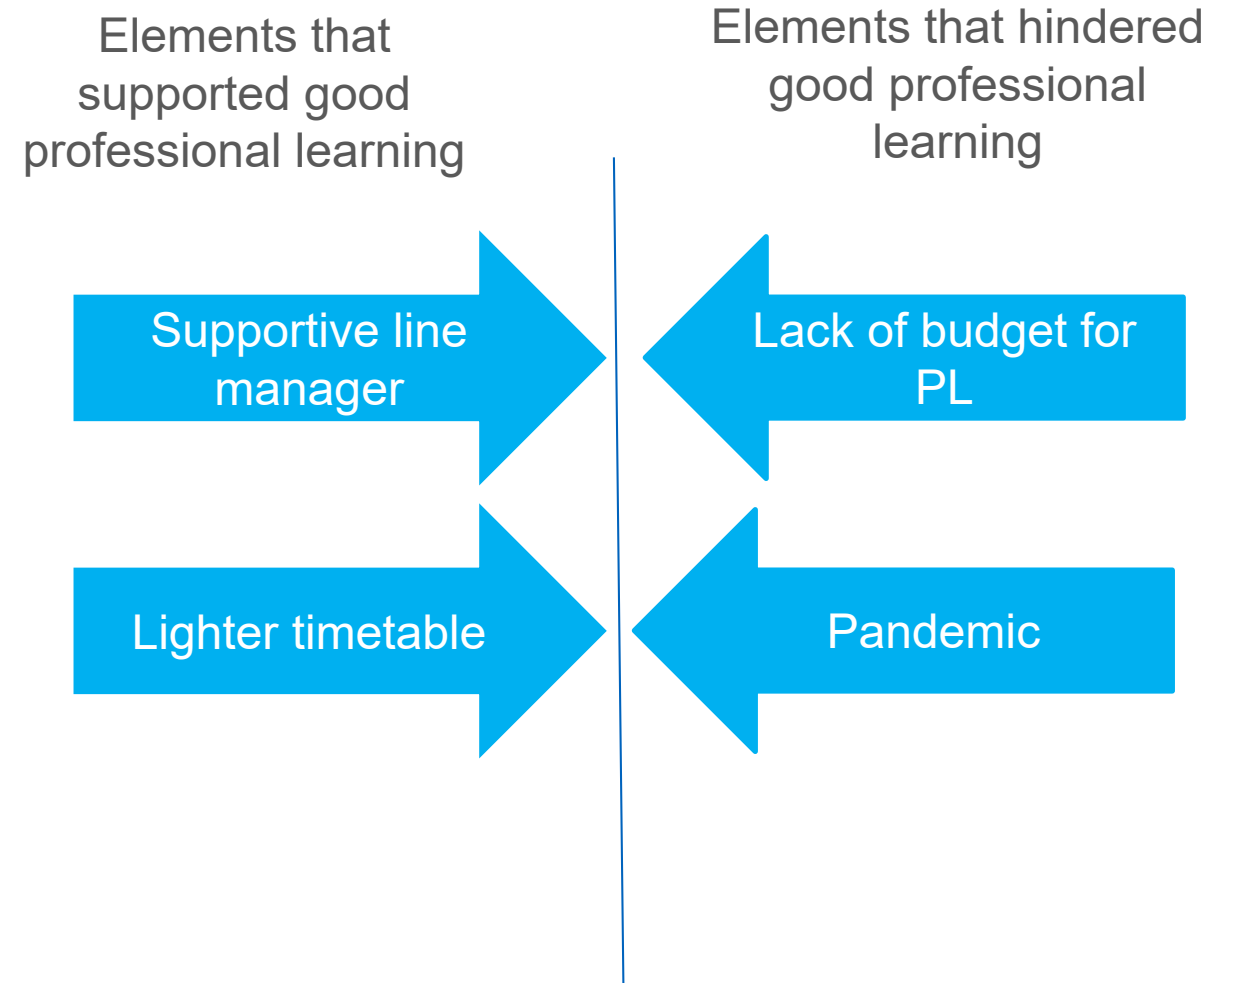 Elements that
supported good
professional learning
Elements that hindered
good professional
learning
Supportive line
manager
Lack of budget for
PL
Lighter timetable
Pandemic